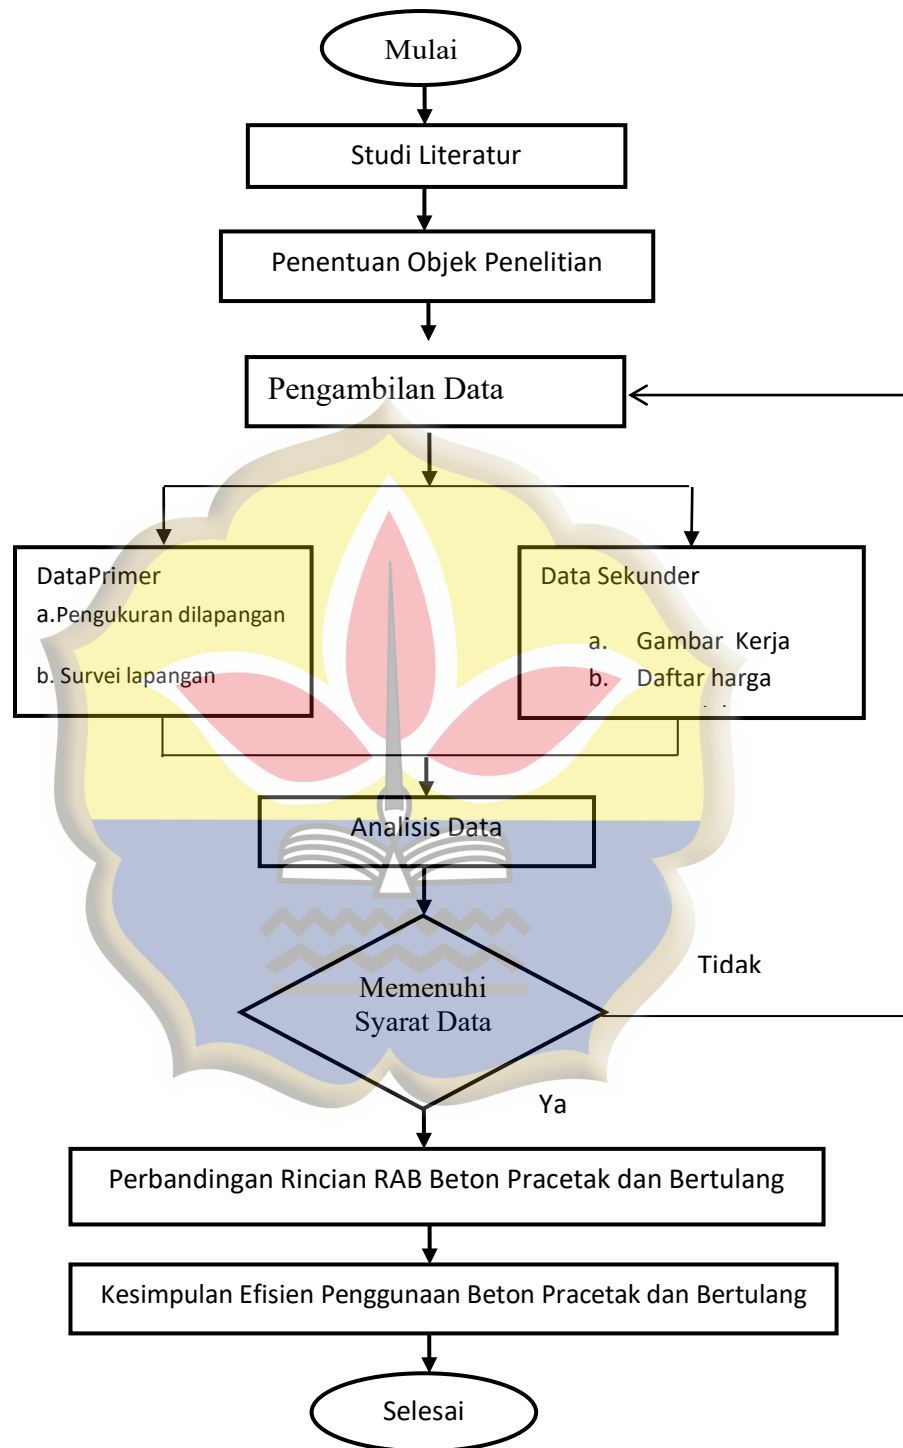 Mulai
Studi Literatur
Penentuan Objek Penelitian
Pengambilan Data
DataPrimer
a.Pengukuran dilapangan
b. Survei lapangan
Data Sekunder
a. Gambar Kerja
b. Daftar harga
Analisis Data
Memenuhi
Syarat Data
Tidak
Ya
Perbandingan Rincian RAB Beton Pracetak dan Bertulang
Kesimpulan Efisien Penggunaan Beton Pracetak dan Bertulang
Selesai